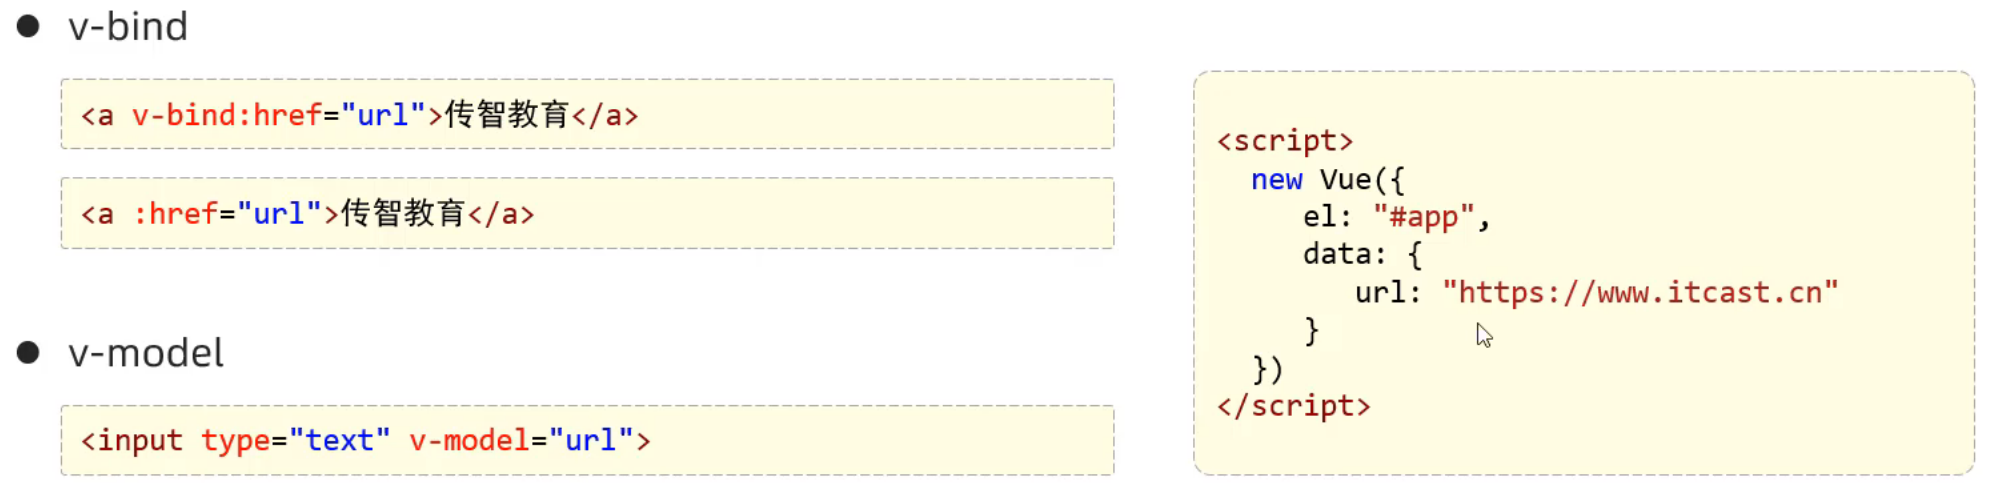 v-bind
<a v-bind:href="url">传智教育</a>
<a :href="url">传智教育</a>
v-model
<input type="text" v-model="url">
<script>
new Vue({
el: "#app",
data: {
url: "https://www.itcast.cn"
}
})
</script>